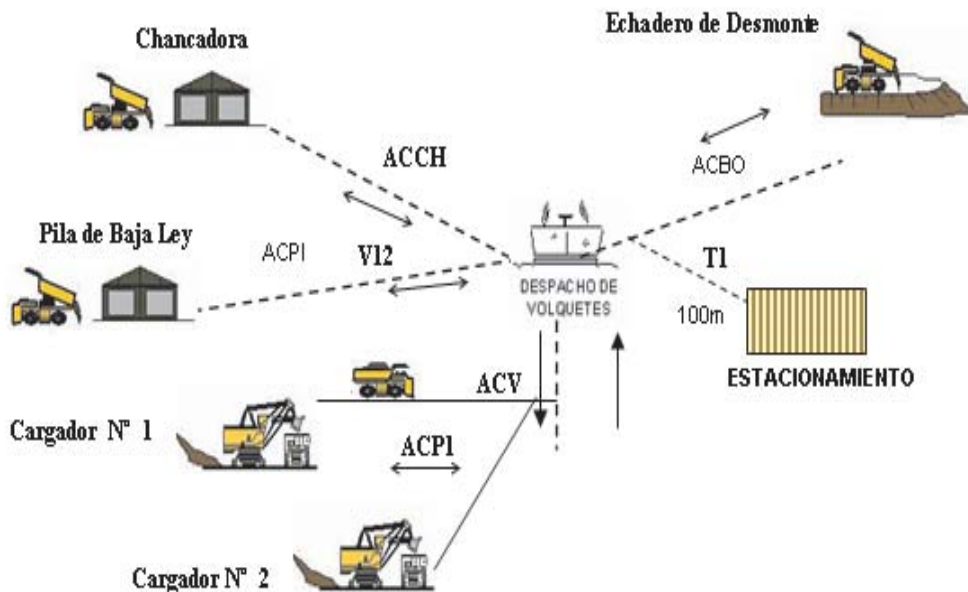 Chancadora
Echadero de Desmonte
ACCH
ACBO
Pila de Baja Ley
ACPI
V12
T1
DESPACHO DE
VOLQUETES
100m
ESTACIONAMIENTO
ACV
Cargador N° 1
ACP1
Cargador N° 2